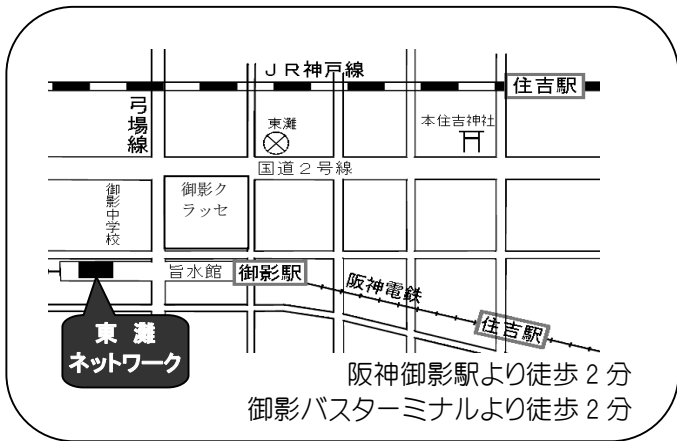 ＪＲ神戸線
住吉駅
弓場線
東灘
本住吉神社
国道２号線
御影中学校
御影ク
ラッセ
旨水館
御影駅
阪神電鉄
住吉駅
東 灘
ネットワーク
阪神御影駅より徒歩２分
御影バスターミナルより徒歩２分